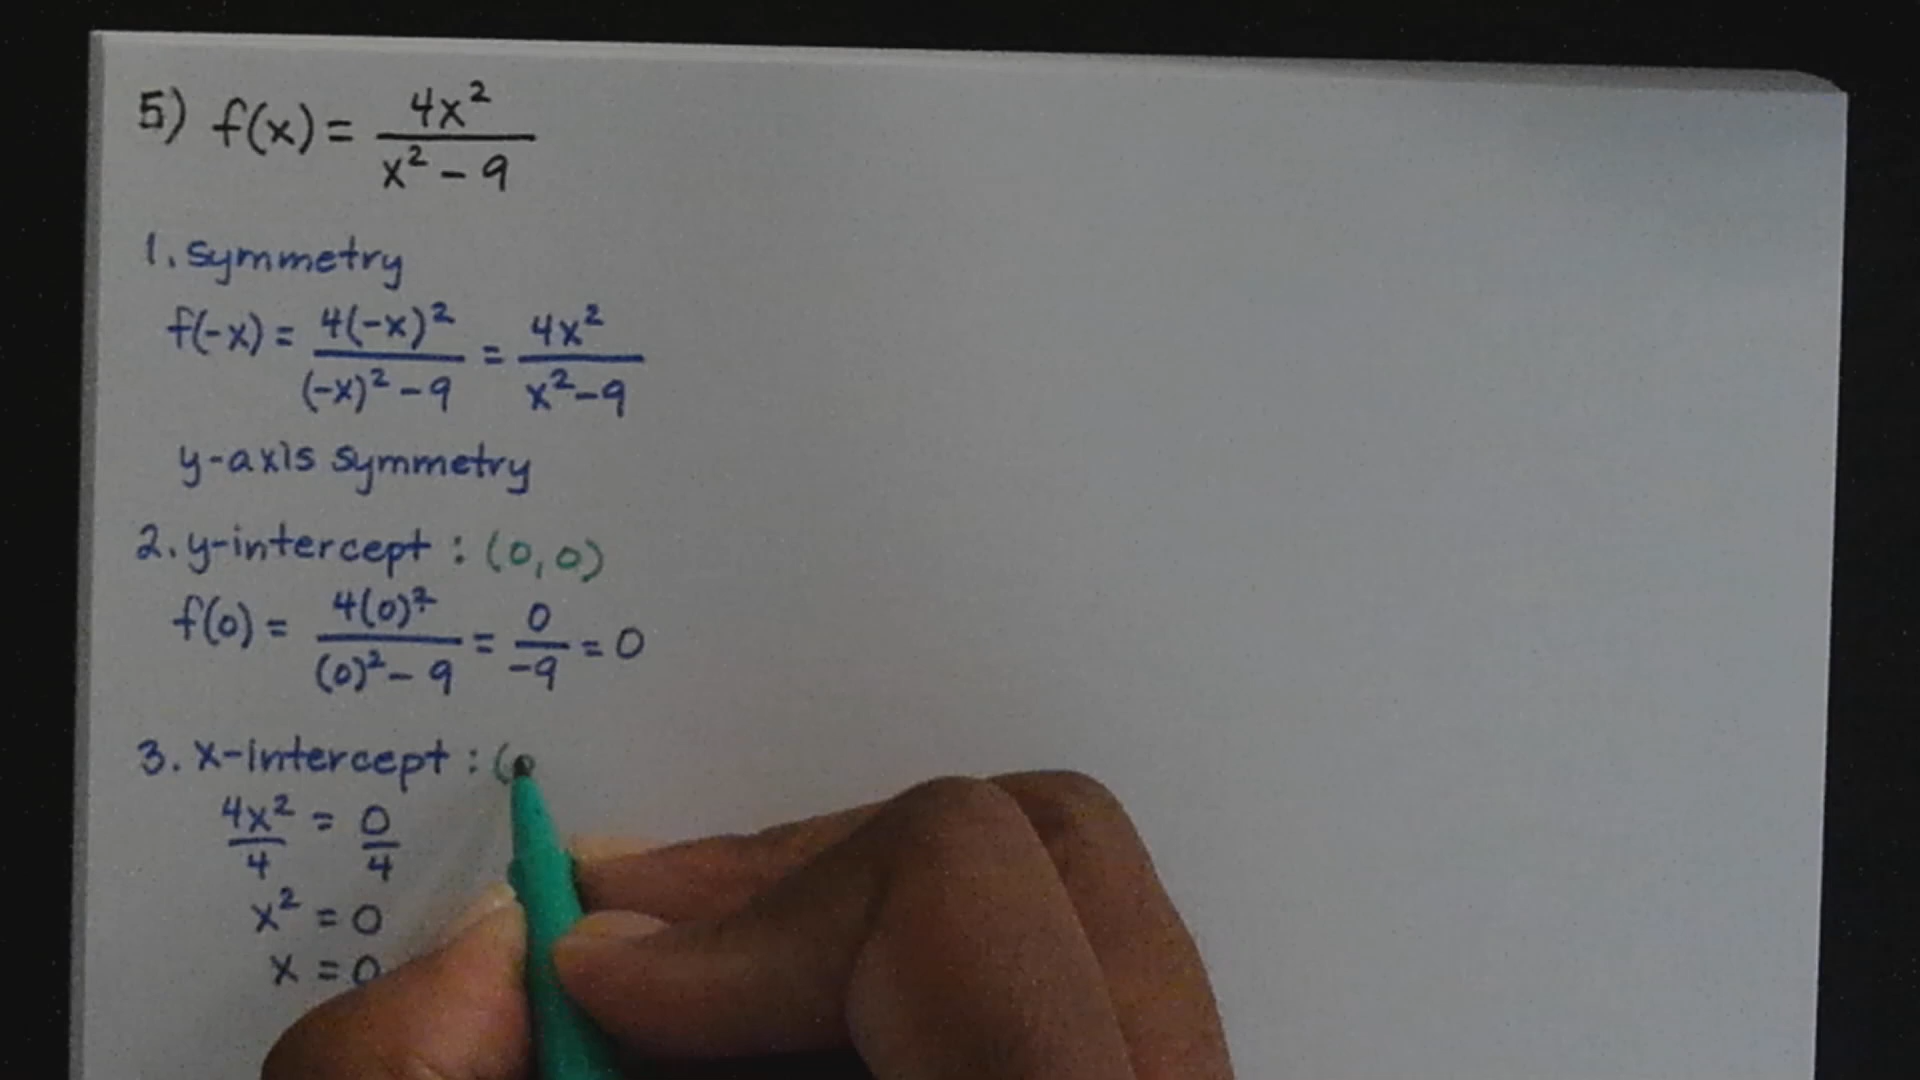 5) f(x) = 4x² / x² - 9
1. symmetry
f(-x) = 4(-x)² / (-x)² - 9 = 4x² / x² - 9
y-axis symmetry
2. y-intercept : (0, 0)
f(0) = 4(0)² / (0)² - 9 = 0 / -9 = 0
3. x-intercept : (0
4x² / 4 = 0 / 4
x² = 0
x = 0